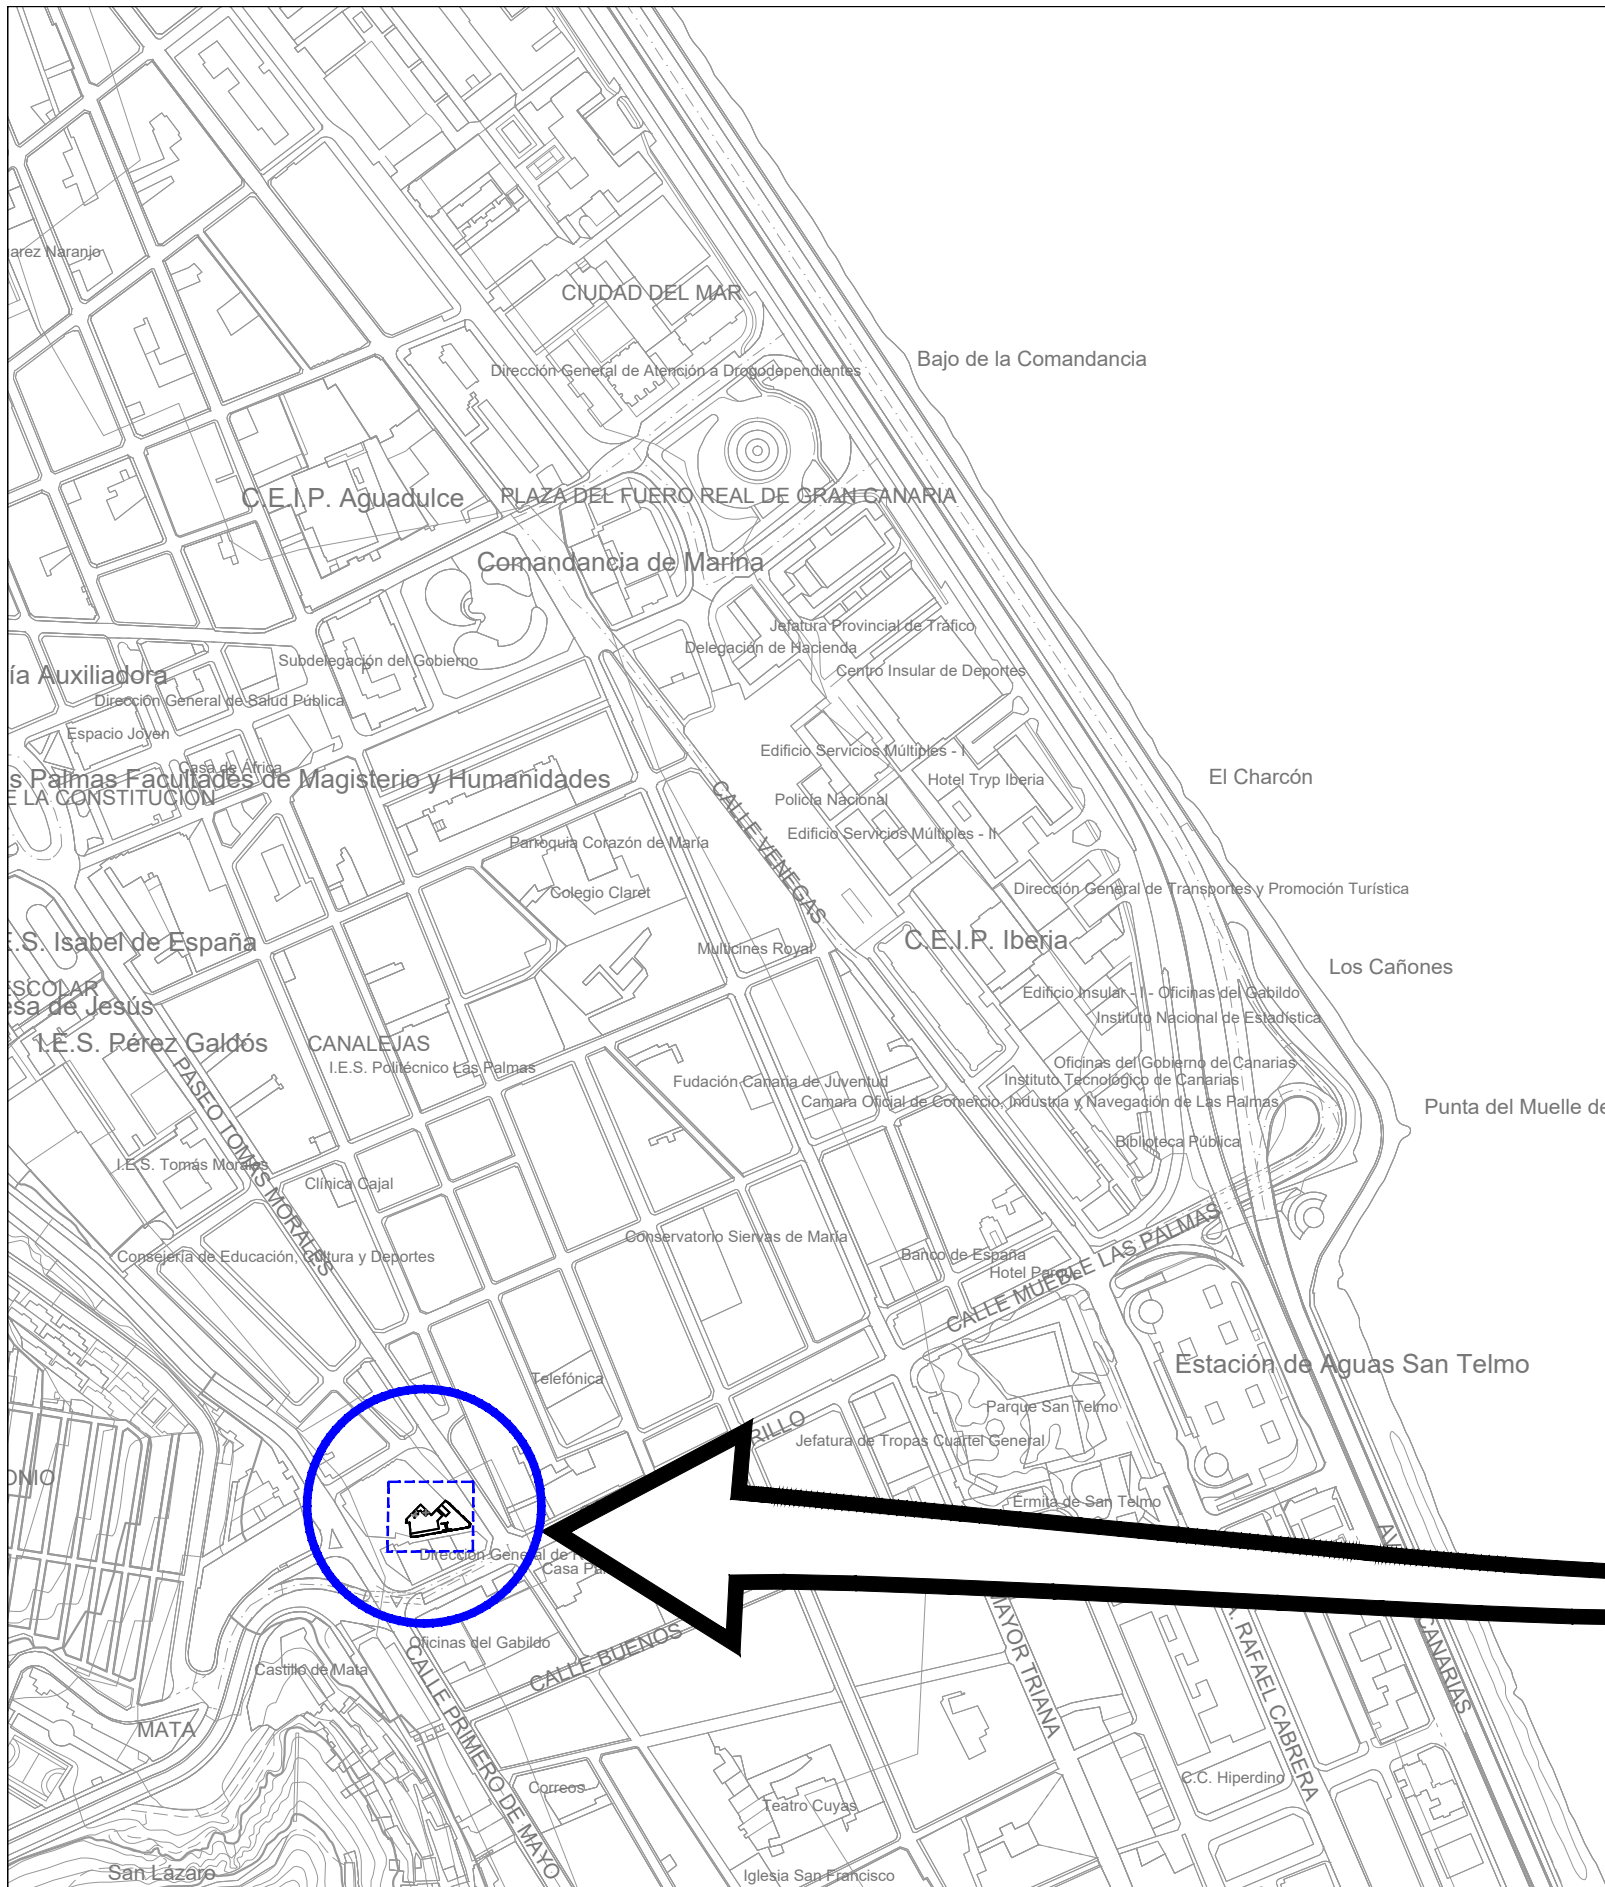 arez Naranjo
CIUDAD DEL MAR
Bajo de la Comandancia
Dirección General de Atención a Drogodependientes
C.E.I.P. Aguadulce
PLAZA DEL FUERO REAL DE GRAN CANARIA
Comandancia de Marina
Jefatura Provincial de Tráfico
Delegación de Hacienda
Subdelegación del Gobierno
P
Centro Insular de Deportes
ía Auxiliadora
Dirección General de Salud Pública
Espacio Joven
Edificio Servicios Múltiples - I
Casa de África
s Palmas Facultades de Magisterio y Humanidades
Hotel Tryp Iberia
El Charcón
E LA CONSTITUCIÓN
Policía Nacional
CALLE VENEGAS
Edificio Servicios Múltiples - II
Parroquia Corazón de María
Colegio Claret
Dirección General de Transportes y Promoción Turística
.E.S. Isabel de España
Multicines Royal
C.E.I.P. Iberia
Los Cañones
ESCOLAR
esa de Jesús
Edificio Insular - I - Oficinas del Gabildo
Instituto Nacional de Estadística
I.E.S. Pérez Galdós
CANALEJAS
I.E.S. Politécnico Las Palmas
Oficinas del Gobierno de Canarias
Fudación Canaria de Juventud
Instituto Tecnológico de Canarias
Camara Oficial de Comercio, Industria y Navegación de Las Palmas
Punta del Muelle de
PASEO TOMAS MORALES
Biblioteca Pública
I.E.S. Tomás Morales
Clínica Cajal
Conservatorio Siervas de María
Consejería de Educación, Cultura y Deportes
Banco de España
Hotel Parque
CALLE MUEBLE LAS PALMAS
Estación de Aguas San Telmo
Telefónica
Parque San Telmo
RILLO
Jefatura de Tropas Cuartel General
ONIO
Ermita de San Telmo
Dirección General de
Casa
AV
CANARIAS
MAYOR TRIANA
RAFAEL CABRERA
Oficinas del Gabildo
CALLE BUENOS
Castillo de Mata
CALLE PRIMERO DE MAYO
MATA
Correos
C.C. Hiperdino
Teatro Cuyas
San Lázaro
Iglesia San Francisco